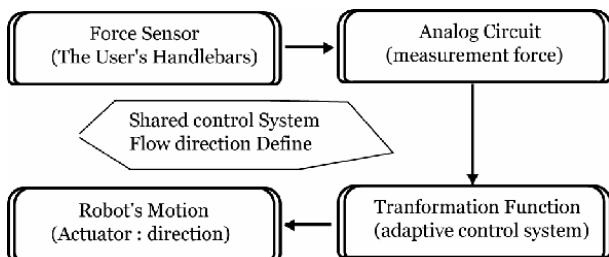 Force Sensor
(The User's Handlebars)
Analog Circuit
(measurement force)
Shared control System
Flow direction Define
Robot's Motion
(Actuator : direction)
Tranformation Function
(adaptive control system)